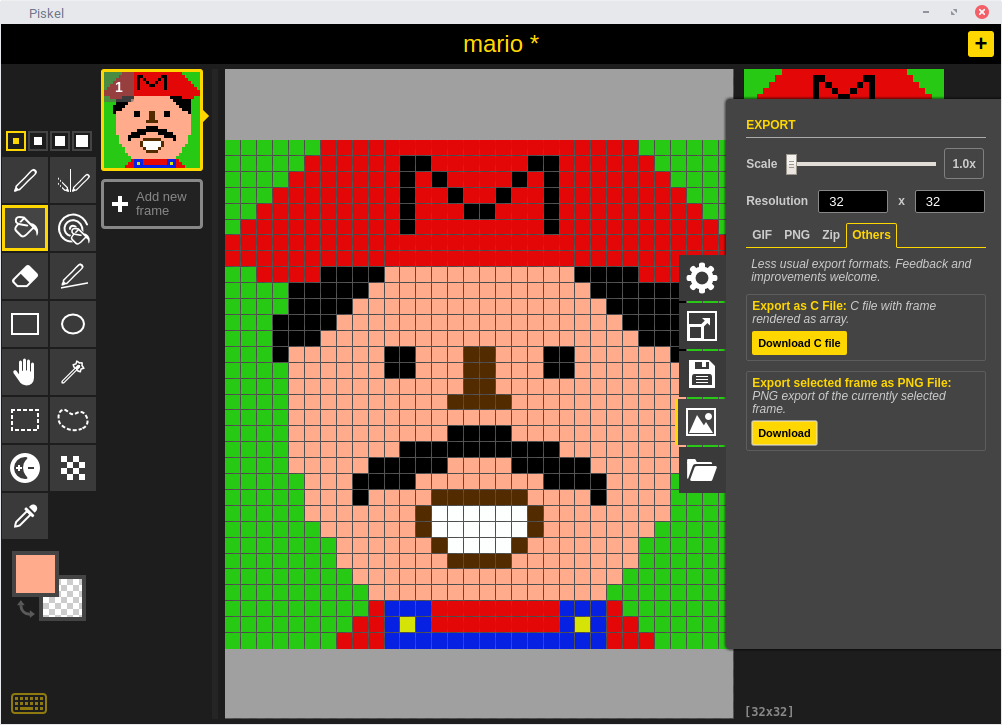 Piskel
mario *
+
1
Add new
frame
EXPORT
Scale
1.0x
Resolution
32
x
32
GIF PNG Zip Others
Less usual export formats. Feedback and
improvements welcome.
Export as C File: C file with frame
rendered as array.
Download C file
Export selected frame as PNG File:
PNG export of the currently selected
frame.
Download
[32x32]